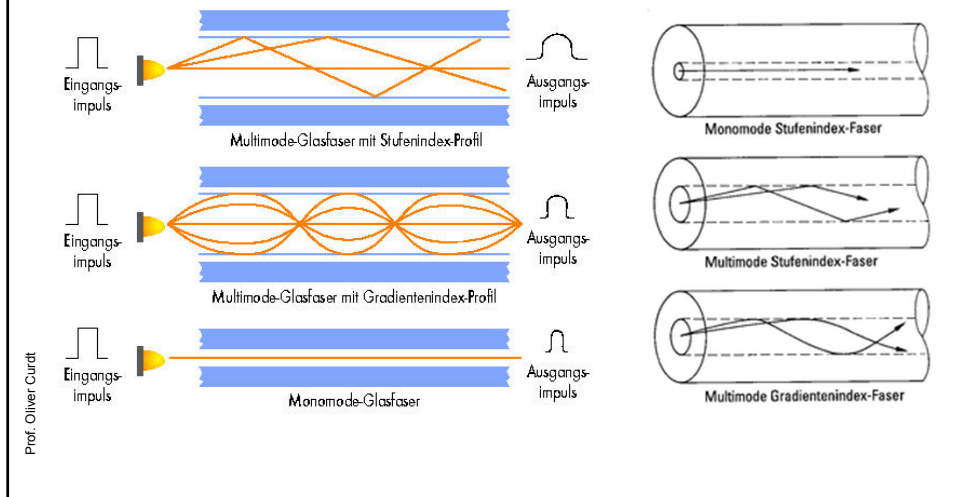 Eingangs-
impuls
Ausgangs-
impuls
Multimode-Glasfaser mit Stufenindex-Profil
Eingangs-
impuls
Ausgangs-
impuls
Multimode-Glasfaser mit Gradientenindex-Profil
Eingangs-
impuls
Ausgangs-
impuls
Monomode-Glasfaser
Monomode Stufenindex-Faser
Multimode Stufenindex-Faser
Multimode Gradientenindex-Faser
Prof. Oliver Curdt